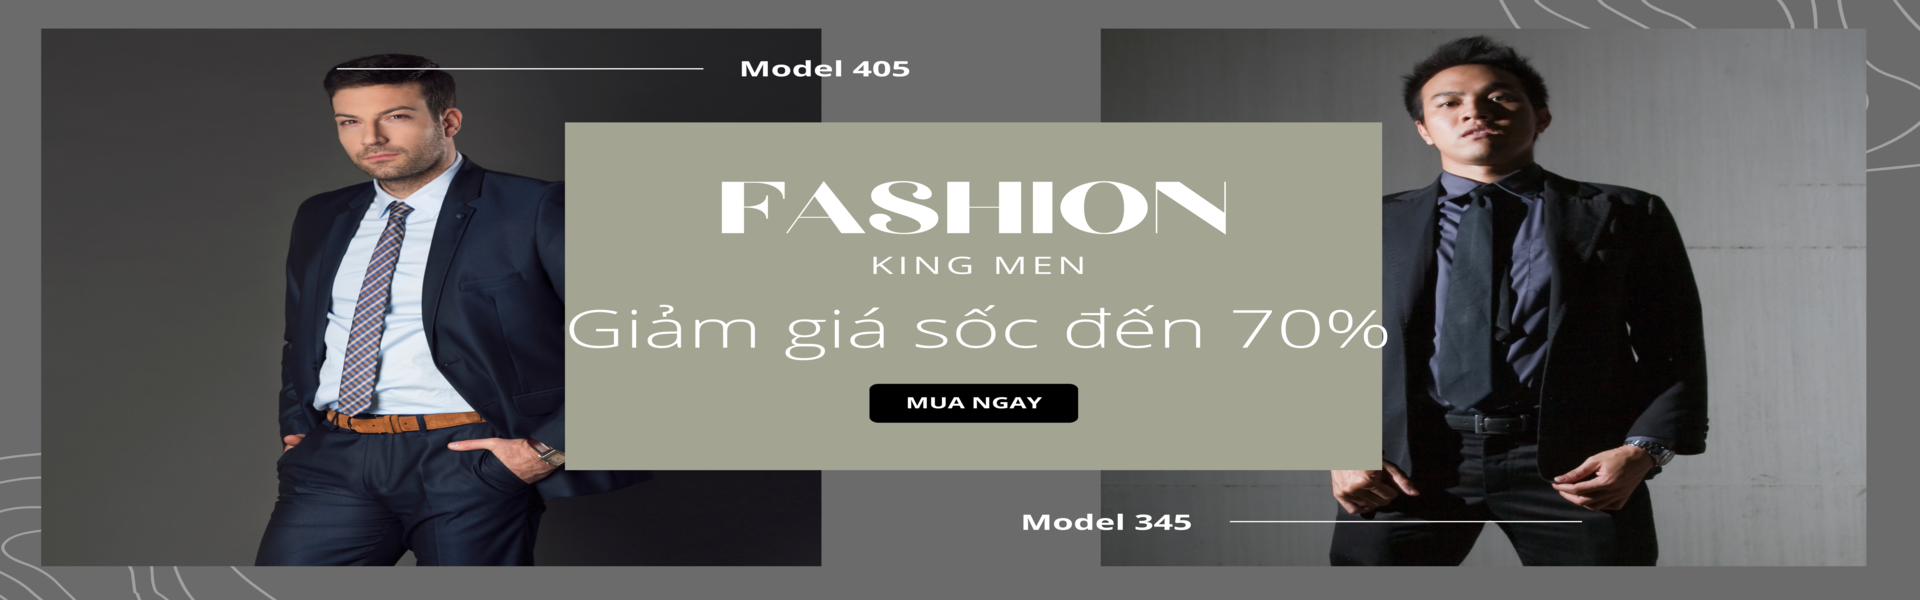 Model 405
FASHION
KING MEN
Giảm giá sốc đến 70%
MUA NGAY
Model 345